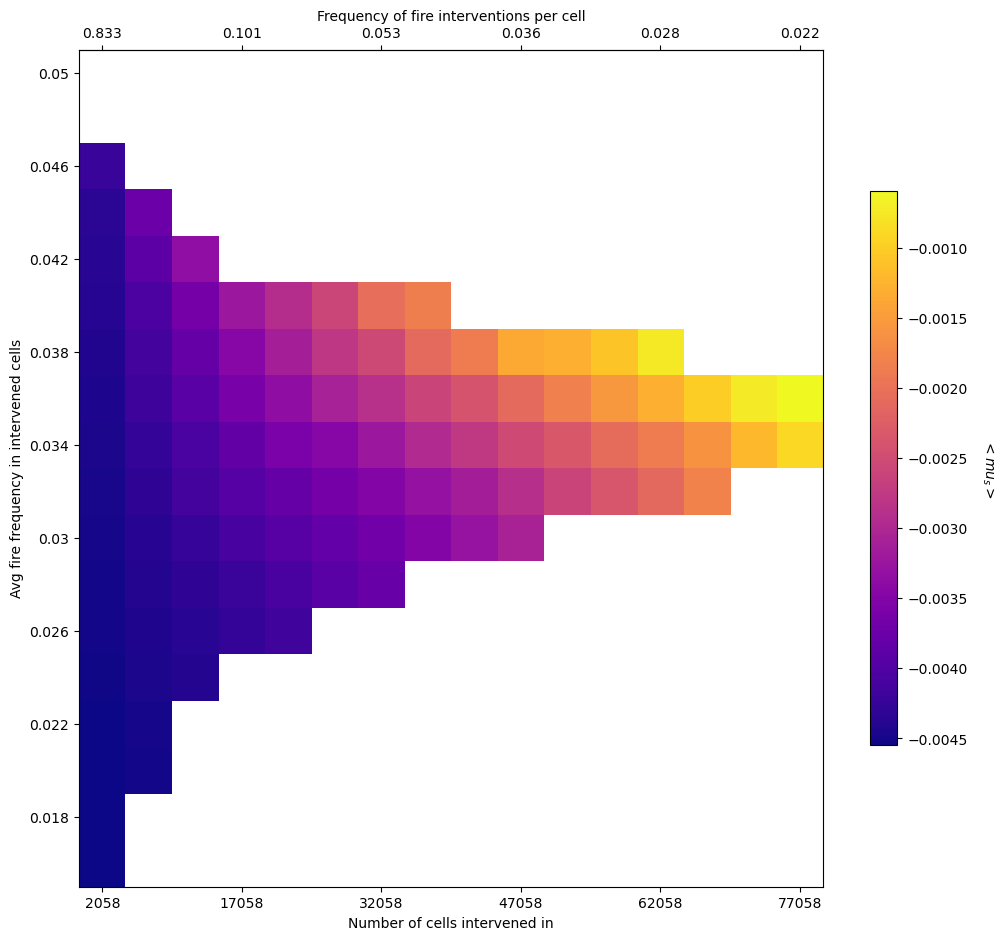 Frequency of fire interventions per cell
0.833 0.101 0.053 0.036 0.028 0.022
0.05
0.046
0.042
0.038
0.034
0.03
0.026
0.022
0.018
Avg fire frequency in intervened cells
2058 17058 32058 47058 62058 77058
Number of cells intervened in
−0.0010
−0.0015
−0.0020
−0.0025
−0.0030
−0.0035
−0.0040
−0.0045
< mu_s >